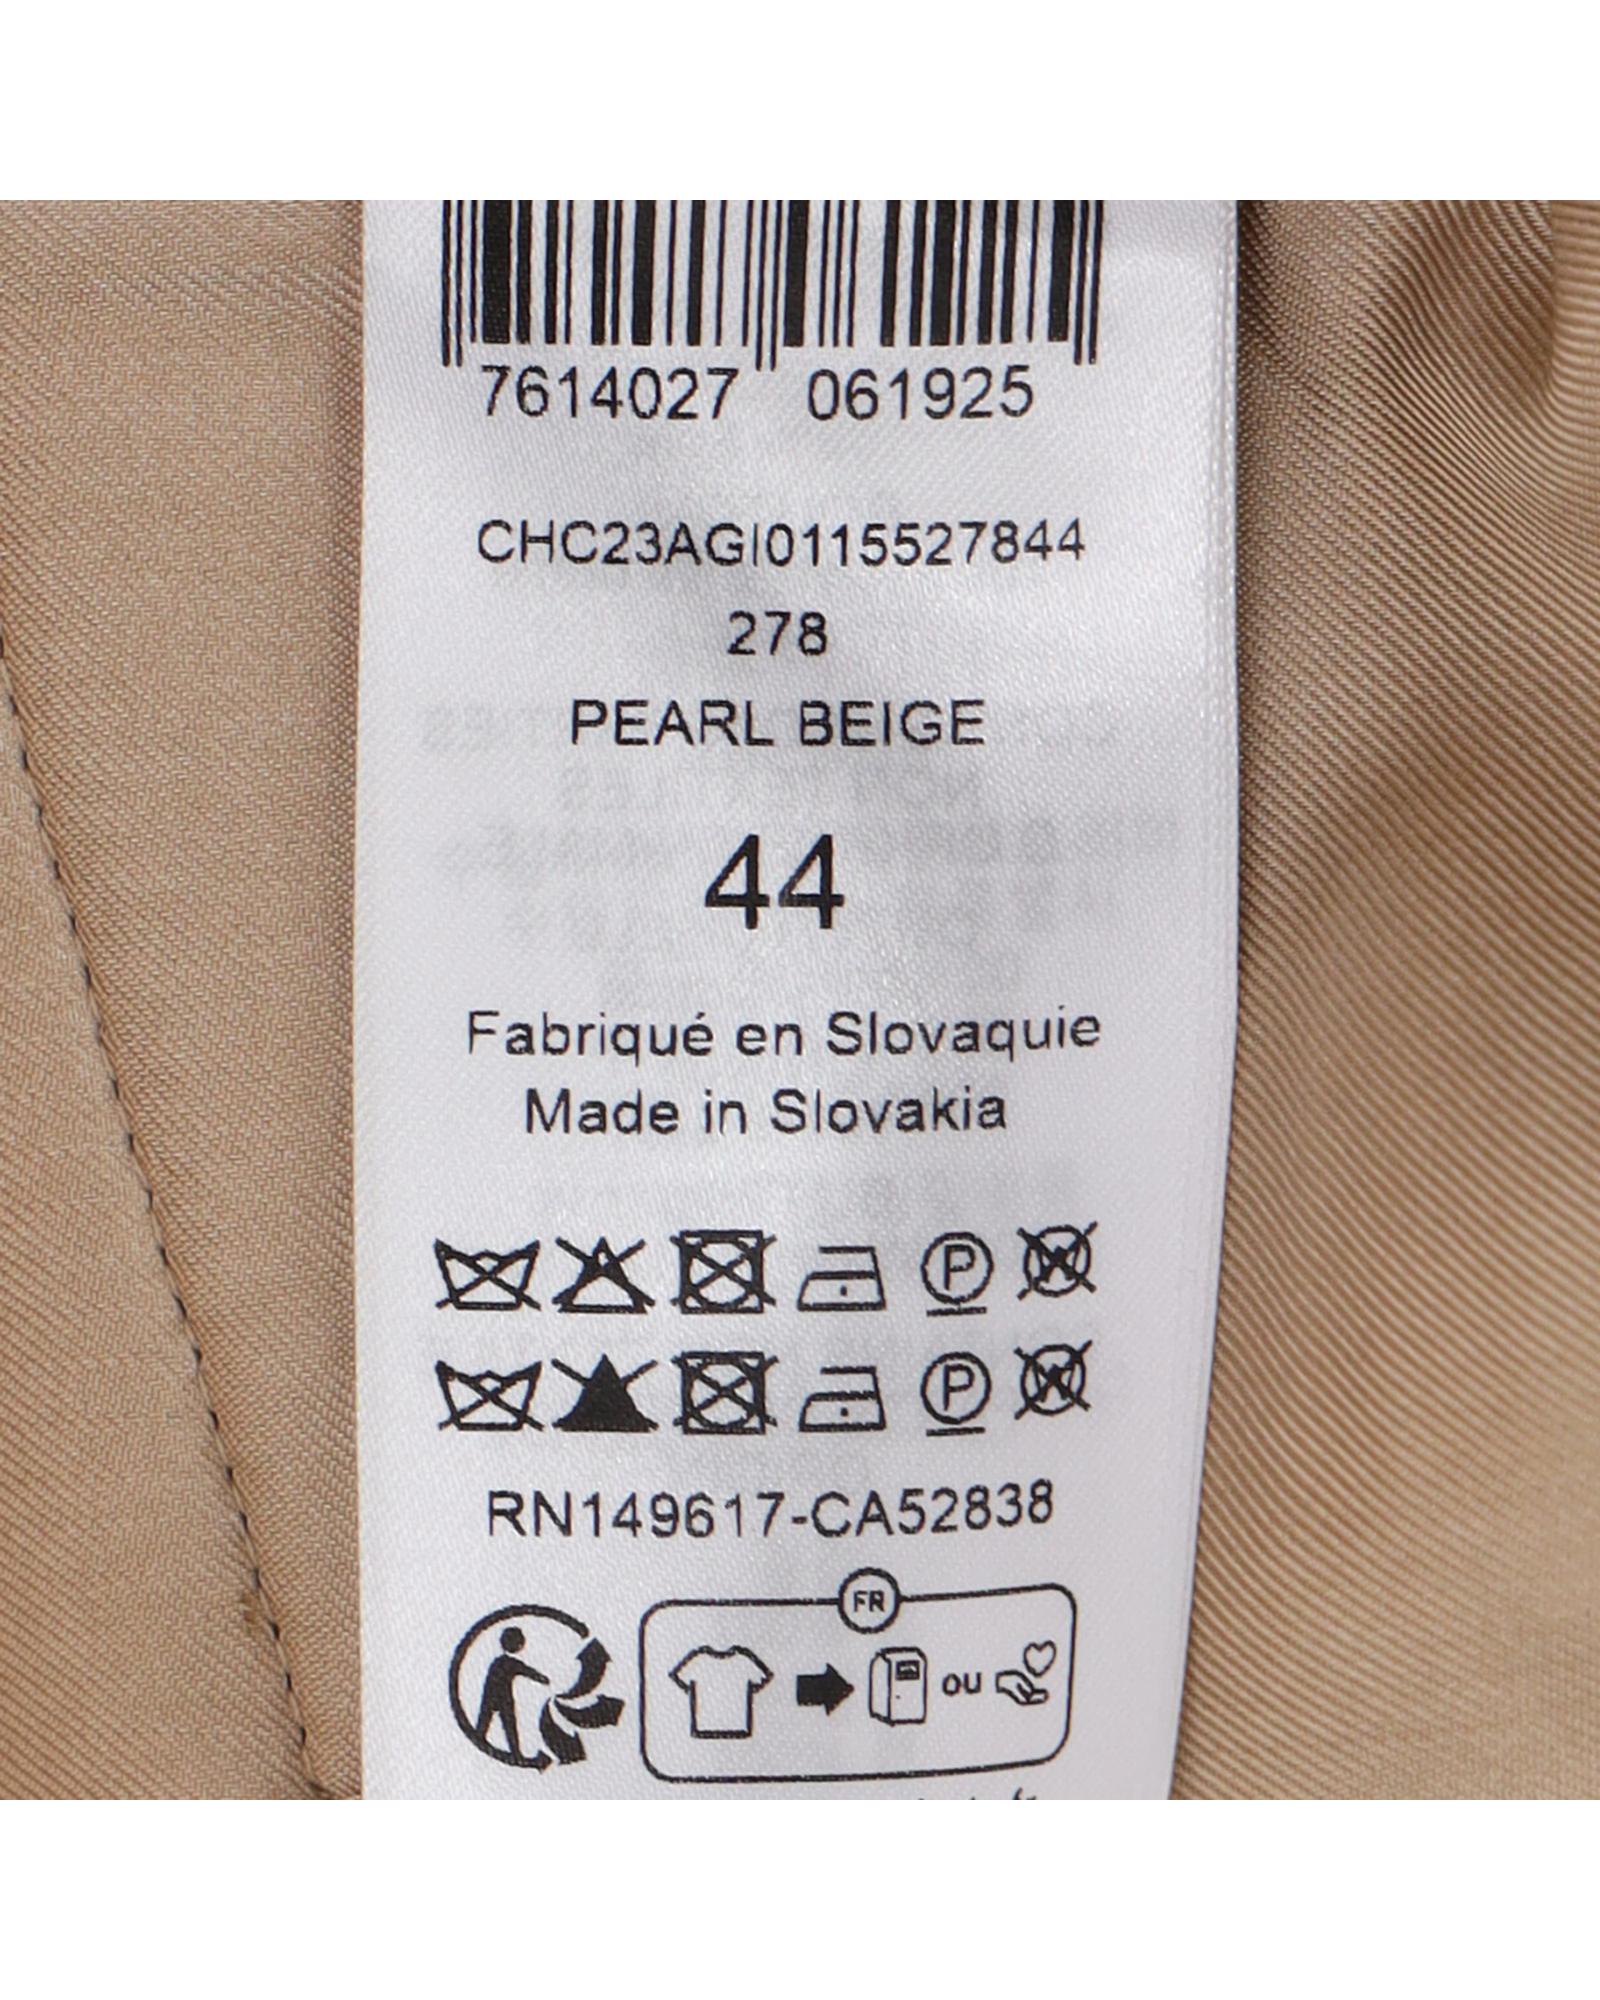 7614027 061925
CHC23AGI0115527844
278
PEARL BEIGE
44
Fabriqué en Slovaquie
Made in Slovakia
P W
P W
RN149617-CA52838
FR
ou